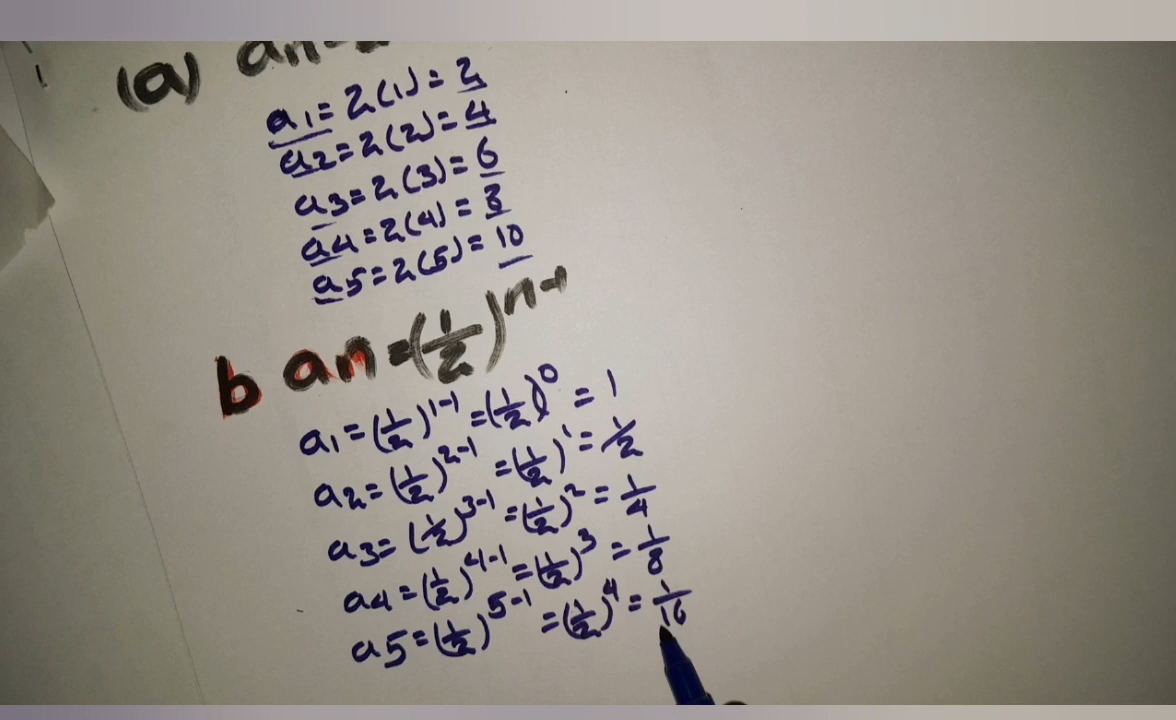 (a) an=2
a1=2(1)=2
a2=2(2)=4
a3=2(3)=6
a4=2(4)=8
a5=2(5)=10
b an=(1/2)^n-1
a1=(1/2)^1-1=(1/2)^0=1
a2=(1/2)^2-1=(1/2)^1=1/2
a3=(1/2)^3-1=(1/2)^2=1/4
a4=(1/2)^4-1=(1/2)^3=1/8
a5=(1/2)^5-1=(1/2)^4=1/16